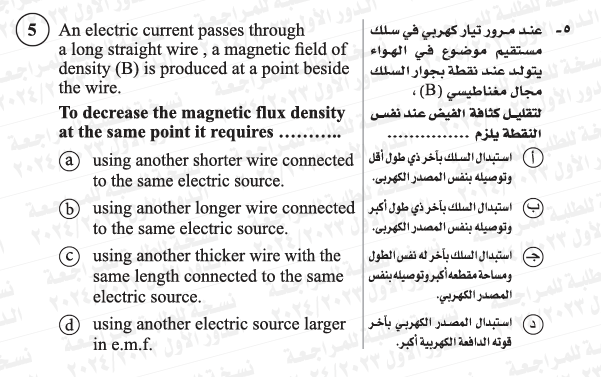 5 An electric current passes through
a long straight wire , a magnetic field of
density (B) is produced at a point beside
the wire.
To decrease the magnetic flux density
at the same point it requires ………..
a using another shorter wire connected
to the same electric source.
b using another longer wire connected
to the same electric source.
c using another thicker wire with the
same length connected to the same
electric source.
d using another electric source larger
in e.m.f.
٥- عند مرور تيار كهربي في سلك
مستقيم موضوع في الهواء
يتولد عند نقطة بجوار السلك
مجال مغناطيسي (B) ،
لتقليل كثافة الفيض عند نفس
النقطة يلزم ..............
أ استبدال السلك بآخر ذي طول أقل
وتوصيله بنفس المصدر الكهربى.
ب استبدال السلك بآخر ذي طول أكبر
وتوصيله بنفس المصدر الكهربى.
جـ استبدال السلك بآخر له نفس الطول
ومساحة مقطعه أكبر وتوصيله بنفس
المصدر الكهربي.
د استبدال المصدر الكهربي بآخر
قوته الدافعة الكهربية أكبر.